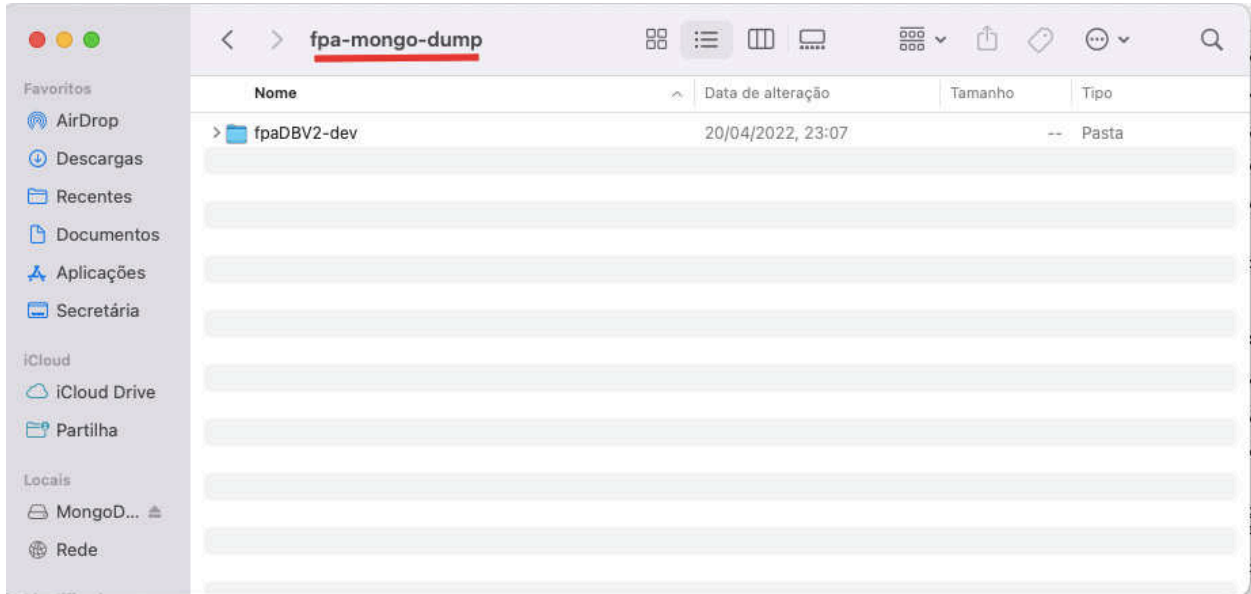 fpa-mongo-dump
Favoritos
AirDrop
Descargas
Recentes
Documentos
Aplicações
Secretária
iCloud
iCloud Drive
Partilha
Locais
MongoD...
Rede
Nome
Data de alteração
Tamanho
Tipo
fpaDBV2-dev
20/04/2022, 23:07
--
Pasta